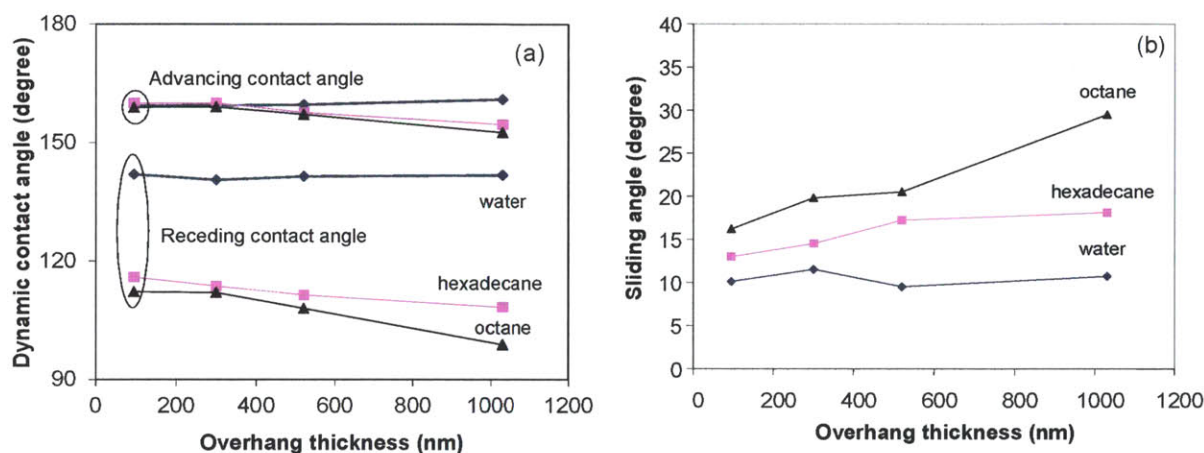 (a)
Dynamic contact angle (degree)
180
150
120
90
Advancing contact angle
water
Receding contact angle
hexadecane
octane
0 200 400 600 800 1000 1200
Overhang thickness (nm)
(b)
Sliding angle (degree)
40
35
30
25
20
15
10
5
0
octane
hexadecane
water
0 200 400 600 800 1000 1200
Overhang thickness (nm)